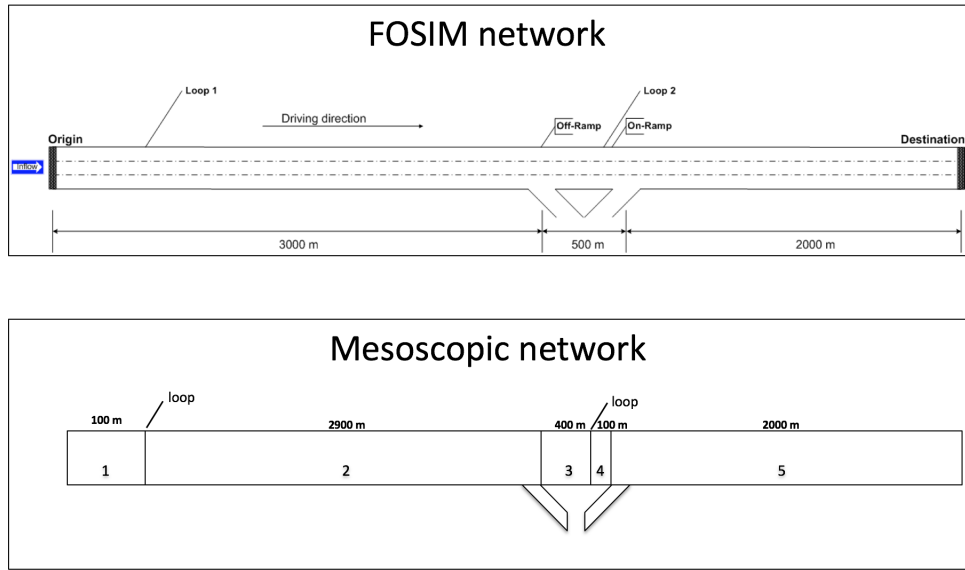 FOSIM network
Loop 1
Loop 2
Driving direction
Off-Ramp
On-Ramp
Origin
Destination
Inflow
3000 m
500 m
2000 m
Mesoscopic network
loop
loop
100 m
2900 m
400 m
100 m
2000 m
1
2
3
4
5